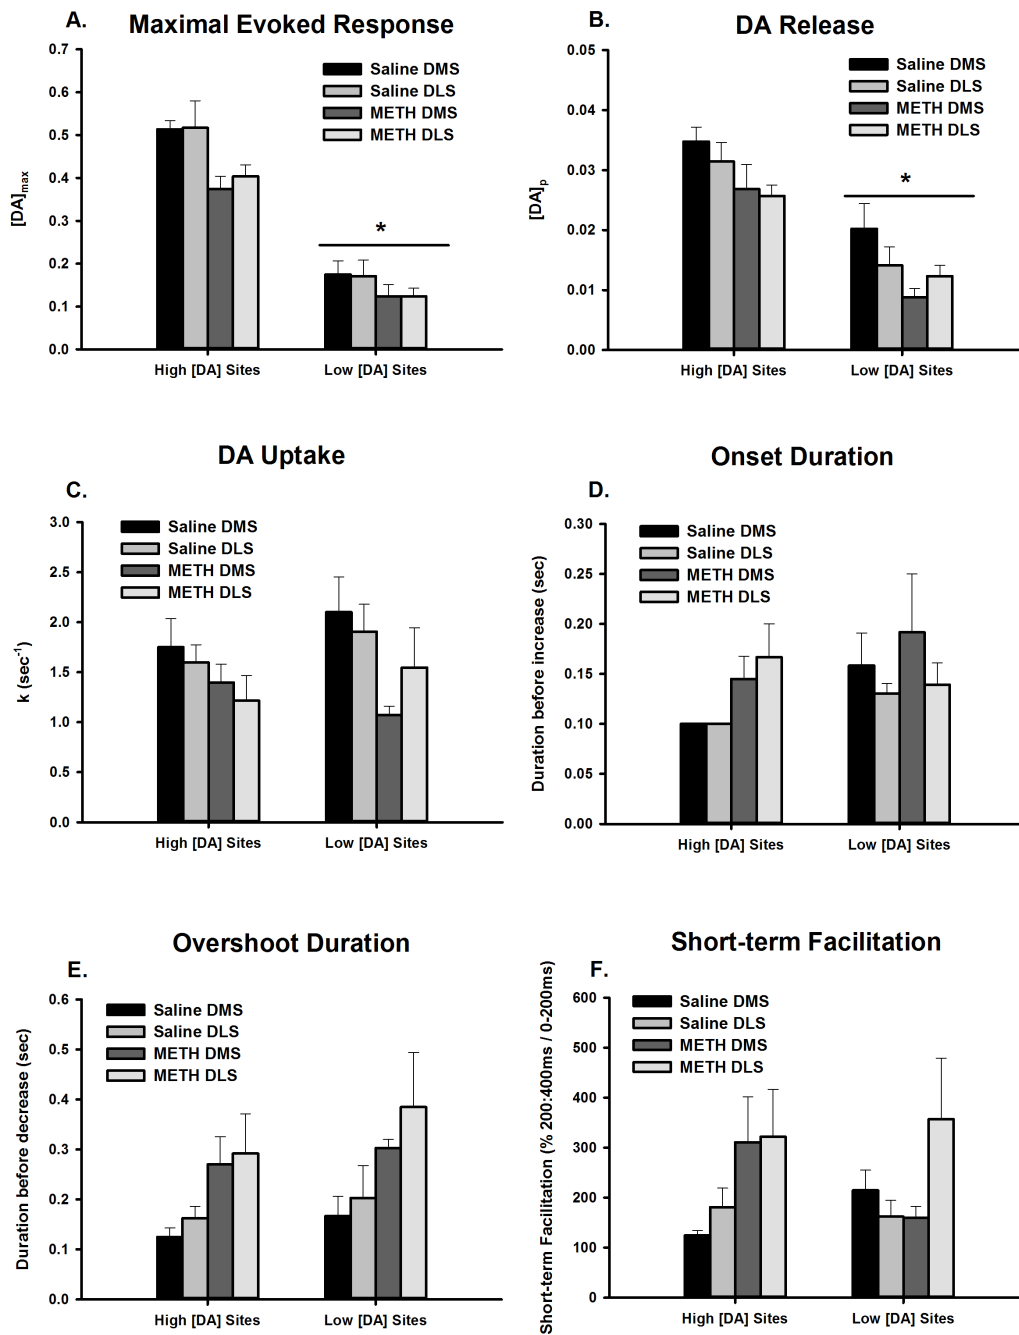 A.
Maximal Evoked Response
[DA]max
0.7
0.6
0.5
0.4
0.3
0.2
0.1
0.0
Saline DMS
Saline DLS
METH DMS
METH DLS
*
High [DA] Sites
Low [DA] Sites
B.
DA Release
[DA]p
0.05
0.04
0.03
0.02
0.01
0.00
Saline DMS
Saline DLS
METH DMS
METH DLS
*
High [DA] Sites
Low [DA] Sites
DA Uptake
C.
k (sec-1)
3.0
2.5
2.0
1.5
1.0
0.5
0.0
Saline DMS
Saline DLS
METH DMS
METH DLS
High [DA] Sites
Low [DA] Sites
Onset Duration
D.
Duration before increase (sec)
0.30
0.25
0.20
0.15
0.10
0.05
0.00
Saline DMS
Saline DLS
METH DMS
METH DLS
High [DA] Sites
Low [DA] Sites
Overshoot Duration
E.
Duration before decrease (sec)
0.6
0.5
0.4
0.3
0.2
0.1
0.0
Saline DMS
Saline DLS
METH DMS
METH DLS
High [DA] Sites
Low [DA] Sites
Short-term Facilitation
F.
Short-term Facilitation (% 200:400ms / 0-200ms)
600
500
400
300
200
100
0
Saline DMS
Saline DLS
METH DMS
METH DLS
High [DA] Sites
Low [DA] Sites